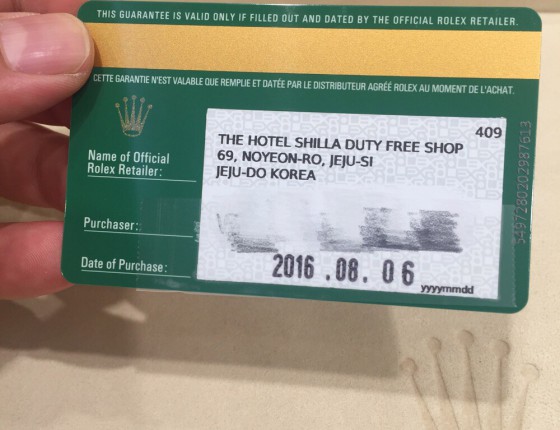 THIS GUARANTEE IS VALID ONLY IF FILLED OUT AND DATED BY THE OFFICIAL ROLEX RETAILER.
CETTE GARANTIE N'EST VALABLE QUE REMPLIE ET DATÉE PAR LE DISTRIBUTEUR AGRÉÉ ROLEX AU MOMENT DE L'ACHAT.
409
Name of Official
Rolex Retailer:
THE HOTEL SHILLA DUTY FREE SHOP
69, NOYEON-RO, JEJU-SI
JEJU-DO KOREA
Purchaser:
Date of Purchase:
2016.08.06
yyyymmdd
5497280202987613